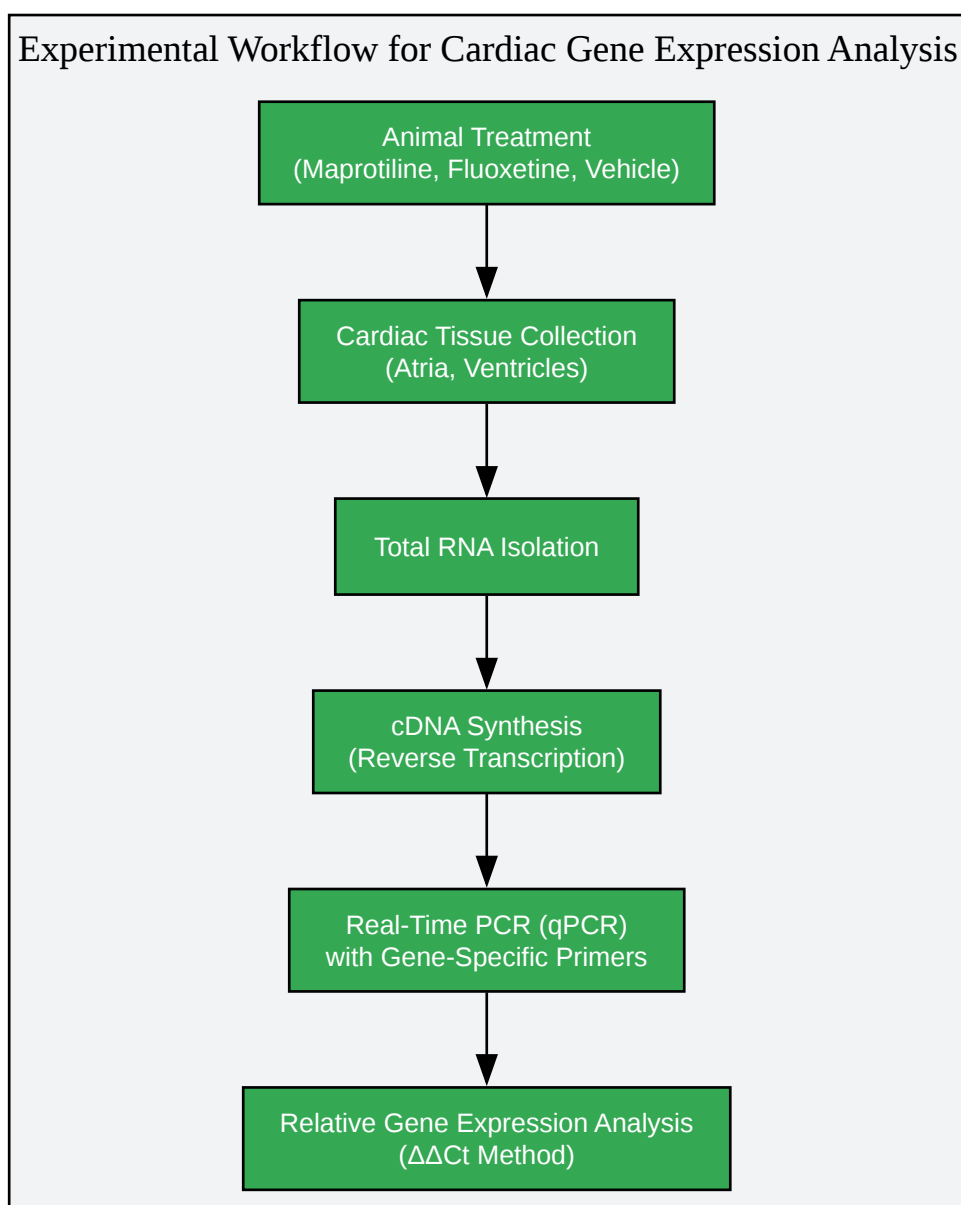 Experimental Workflow for Cardiac Gene Expression Analysis
Animal Treatment
(Maprotiline, Fluoxetine, Vehicle)
Cardiac Tissue Collection
(Atria, Ventricles)
Total RNA Isolation
cDNA Synthesis
(Reverse Transcription)
Real-Time PCR (qPCR)
with Gene-Specific Primers
Relative Gene Expression Analysis
(ΔΔCt Method)